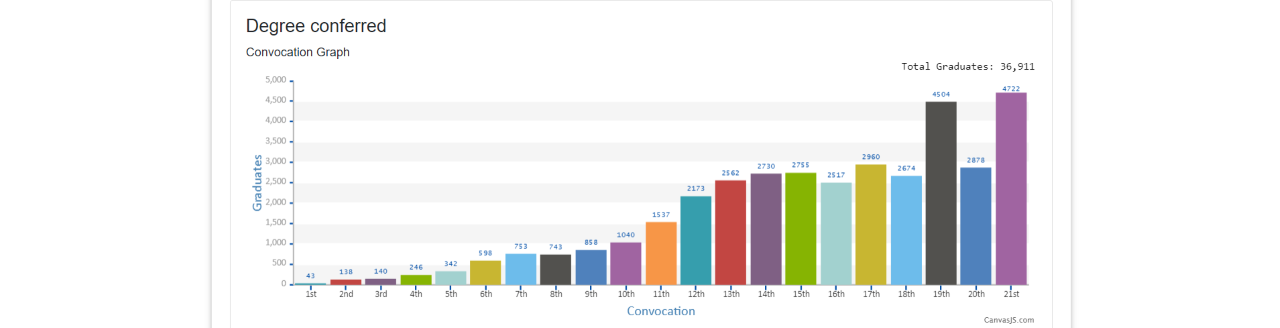 Degree conferred
Convocation Graph
Total Graduates: 36,911
5,000
4,500
4,000
3,500
3,000
2,500
2,000
1,500
1,000
500
0
Graduates
43 138 140 246 342 598 753 743 858 1040 1537 2173 2562 2730 2755 2517 2960 2674 4504 2878 4722
1st 2nd 3rd 4th 5th 6th 7th 8th 9th 10th 11th 12th 13th 14th 15th 16th 17th 18th 19th 20th 21st
Convocation
CanvasJS.com